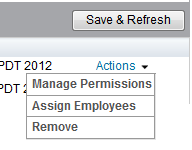 Save & Refresh
PDT 2012 Actions
Manage Permissions
PDT 2
Assign Employees
Remove